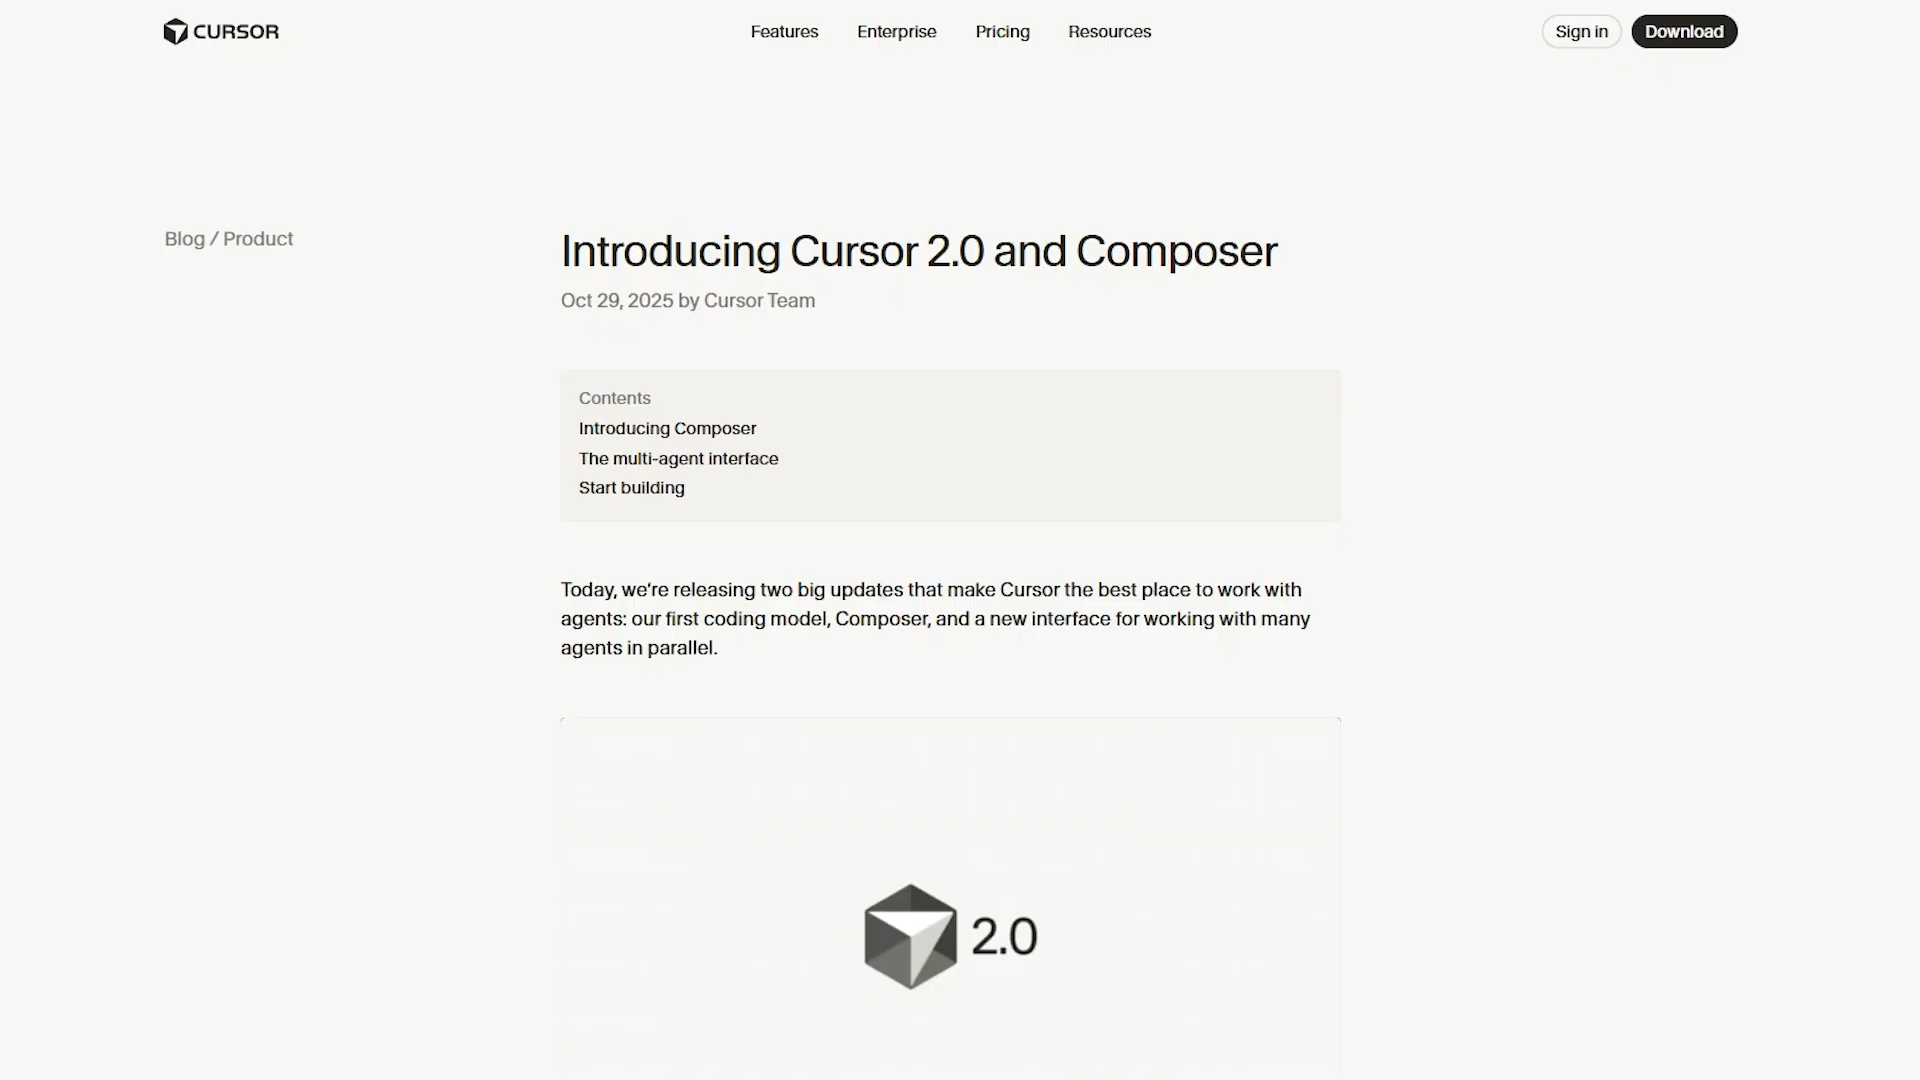 CURSOR
Features
Enterprise
Pricing
Resources
Sign in
Download
Blog / Product
Introducing Cursor 2.0 and Composer
Oct 29, 2025 by Cursor Team
Contents
Introducing Composer
The multi-agent interface
Start building
Today, we’re releasing two big updates that make Cursor the best place to work with
agents: our first coding model, Composer, and a new interface for working with many
agents in parallel.
2.0